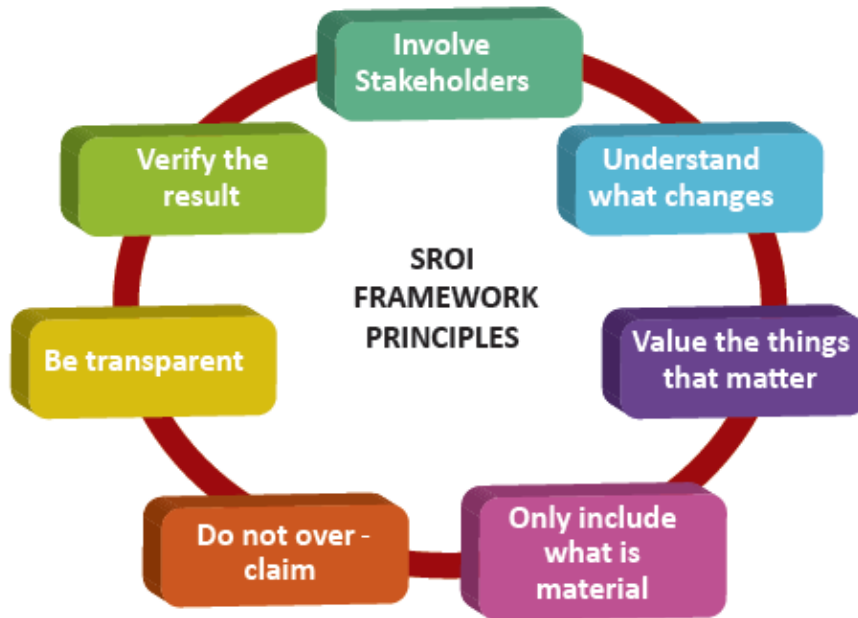 Involve
Stakeholders
Understand
what changes
Value the things
that matter
Only include
what is
material
Do not over -
claim
Be transparent
Verify the
result
SROI
FRAMEWORK
PRINCIPLES